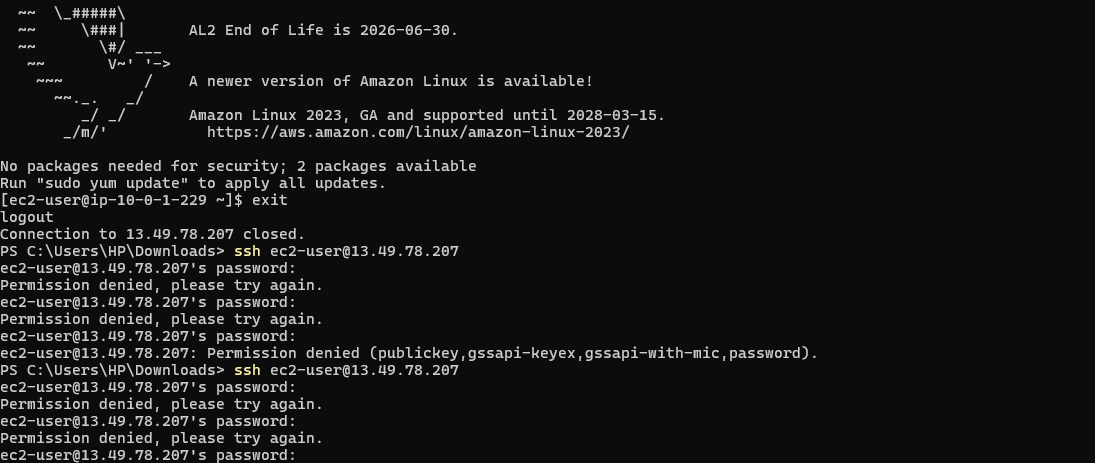 ~~  \_#####\
~~     \###|       AL2 End of Life is 2026-06-30.
~~       \#/ ___
~~       V~' '->
~~~         /    A newer version of Amazon Linux is available!
~~._.   _/
_/ _/       Amazon Linux 2023, GA and supported until 2028-03-15.
_/m/'           https://aws.amazon.com/linux/amazon-linux-2023/

No packages needed for security; 2 packages available
Run "sudo yum update" to apply all updates.
[ec2-user@ip-10-0-1-229 ~]$ exit
logout
Connection to 13.49.78.207 closed.
PS C:\Users\HP\Downloads> ssh ec2-user@13.49.78.207
ec2-user@13.49.78.207's password:
Permission denied, please try again.
ec2-user@13.49.78.207's password:
Permission denied, please try again.
ec2-user@13.49.78.207's password:
ec2-user@13.49.78.207: Permission denied (publickey,gssapi-keyex,gssapi-with-mic,password).
PS C:\Users\HP\Downloads> ssh ec2-user@13.49.78.207
ec2-user@13.49.78.207's password:
Permission denied, please try again.
ec2-user@13.49.78.207's password:
Permission denied, please try again.
ec2-user@13.49.78.207's password: